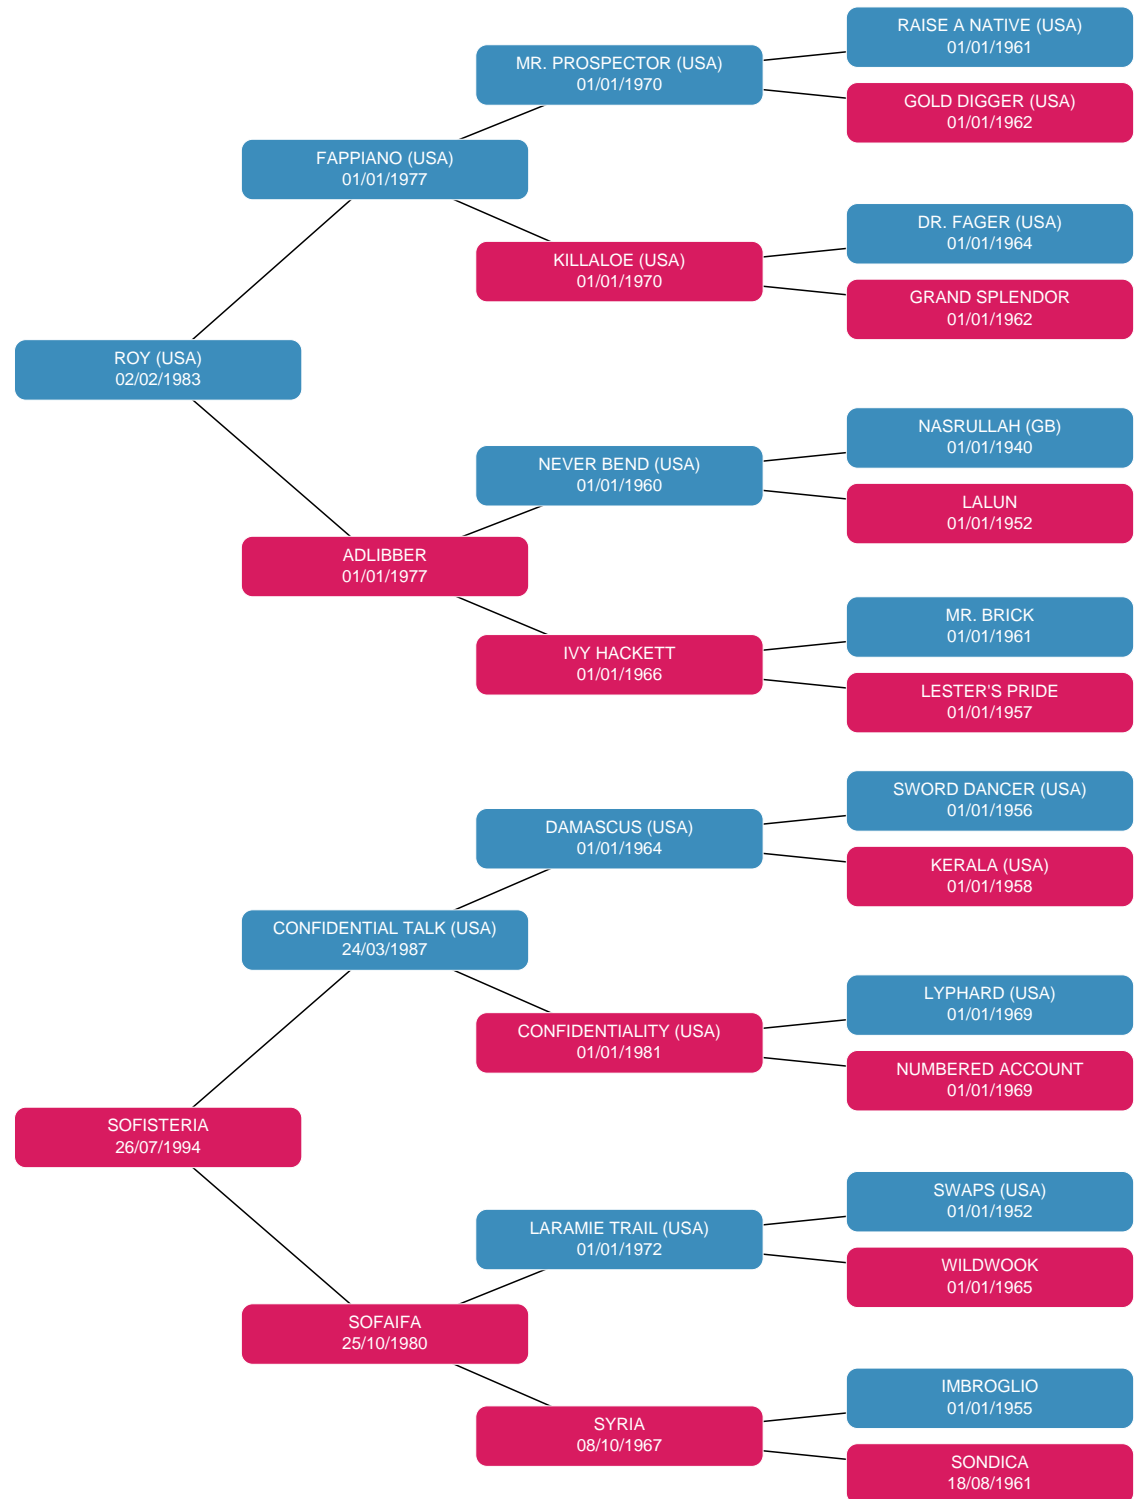 RAISE A NATIVE (USA)
01/01/1961
MR. PROSPECTOR (USA)
01/01/1970
GOLD DIGGER (USA)
01/01/1962
FAPPIANO (USA)
01/01/1977
DR. FAGER (USA)
01/01/1964
KILLALOE (USA)
01/01/1970
GRAND SPLENDOR
01/01/1962
ROY (USA)
02/02/1983
NASRULLAH (GB)
01/01/1940
NEVER BEND (USA)
01/01/1960
LALUN
01/01/1952
ADLIBBER
01/01/1977
MR. BRICK
01/01/1961
IVY HACKETT
01/01/1966
LESTER'S PRIDE
01/01/1957
SWORD DANCER (USA)
01/01/1956
DAMASCUS (USA)
01/01/1964
KERALA (USA)
01/01/1958
CONFIDENTIAL TALK (USA)
24/03/1987
LYPHARD (USA)
01/01/1969
CONFIDENTIALITY (USA)
01/01/1981
NUMBERED ACCOUNT
01/01/1969
SOFISTERIA
26/07/1994
SWAPS (USA)
01/01/1952
LARAMIE TRAIL (USA)
01/01/1972
WILDWOOK
01/01/1965
SOFAIFA
25/10/1980
IMBROGLIO
01/01/1955
SYRIA
08/10/1967
SONDICA
18/08/1961